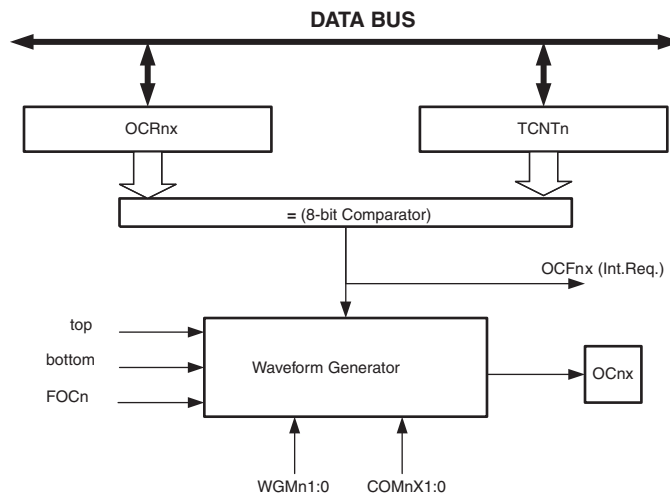 DATA BUS
OCRnx
TCNTn
= (8-bit Comparator)
OCFnx (Int.Req.)
top
bottom
FOCn
Waveform Generator
OCnx
WGMn1:0
COMnX1:0